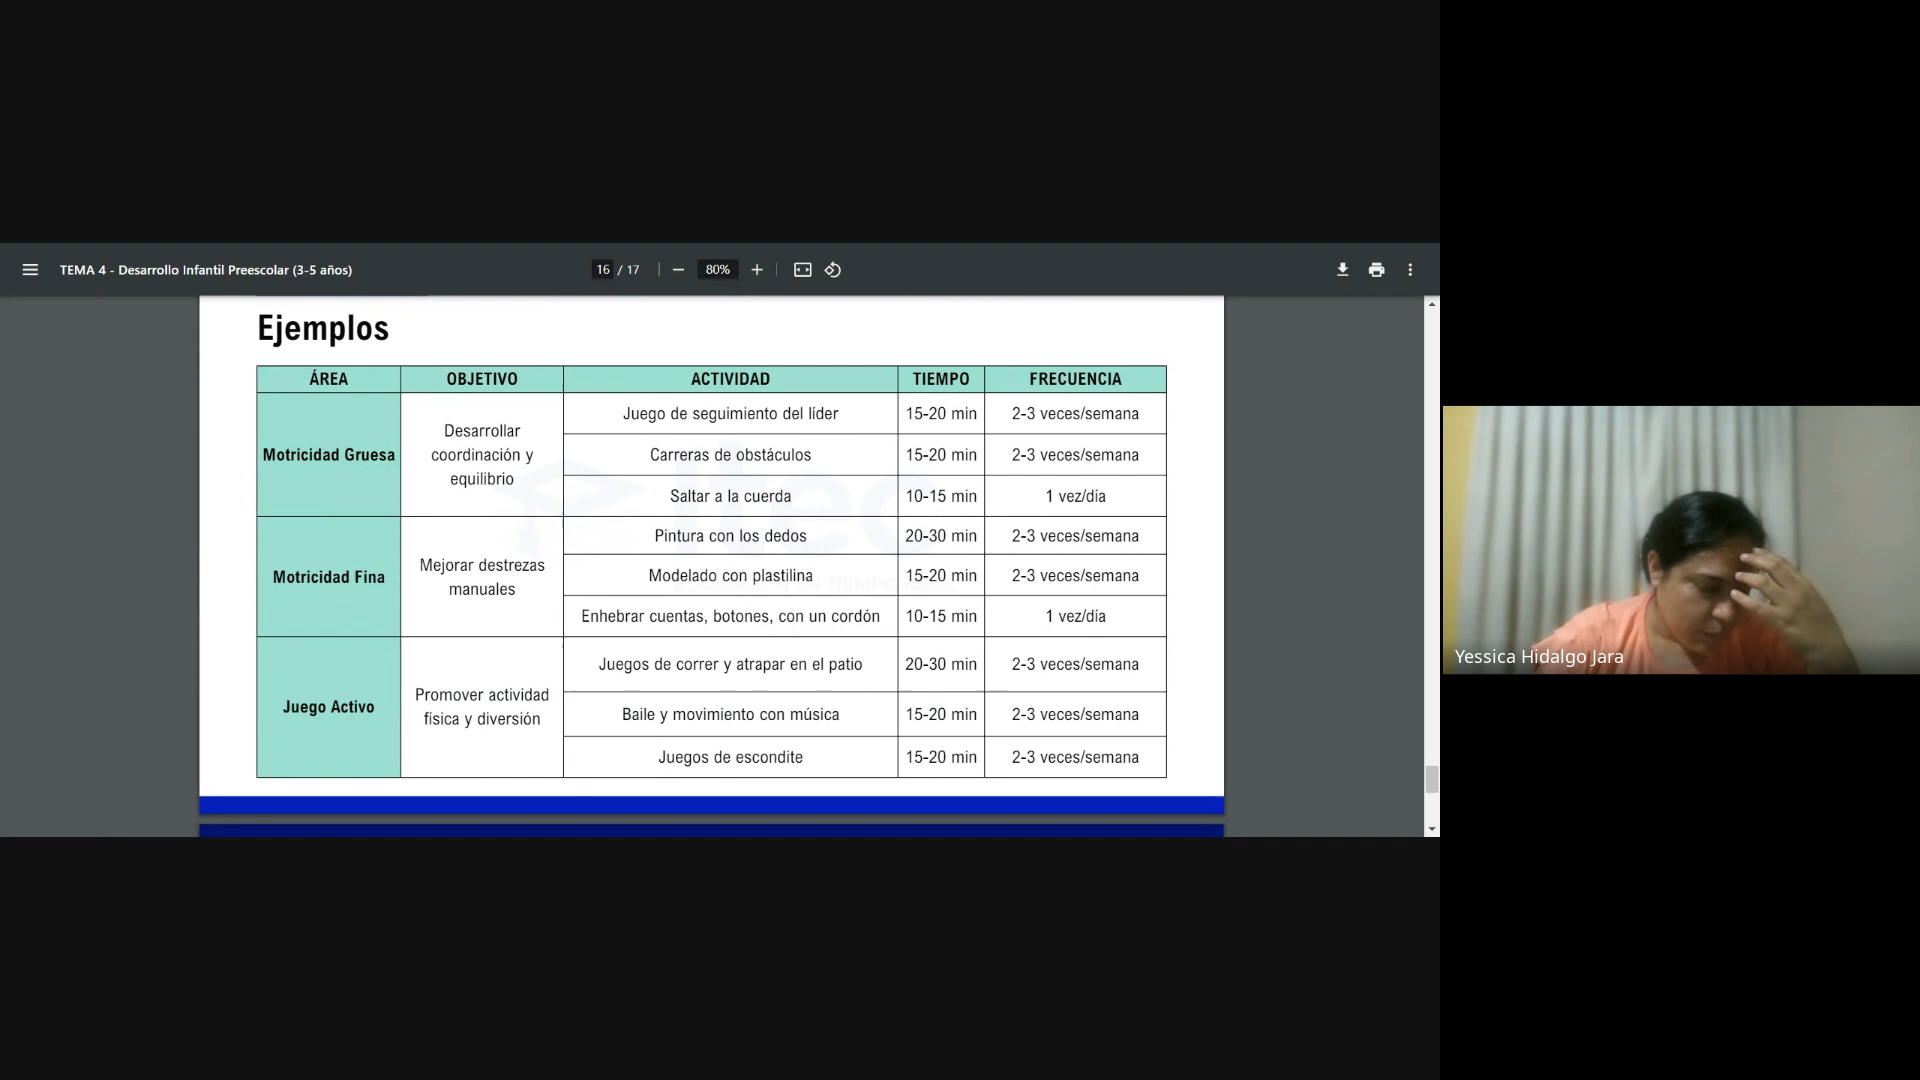 TEMA 4 - Desarrollo Infantil Preescolar (3-5 años)
16 / 17
80%
Ejemplos
ÁREA OBJETIVO ACTIVIDAD TIEMPO FRECUENCIA
Motricidad Gruesa
Desarrollar
coordinación y
equilibrio
Juego de seguimiento del líder 15-20 min 2-3 veces/semana
Carreras de obstáculos 15-20 min 2-3 veces/semana
Saltar a la cuerda 10-15 min 1 vez/día
Motricidad Fina
Mejorar destrezas
manuales
Pintura con los dedos 20-30 min 2-3 veces/semana
Modelado con plastilina 15-20 min 2-3 veces/semana
Enhebrar cuentas, botones, con un cordón 10-15 min 1 vez/día
Juego Activo
Promover actividad
física y diversión
Juegos de correr y atrapar en el patio 20-30 min 2-3 veces/semana
Baile y movimiento con música 15-20 min 2-3 veces/semana
Juegos de escondite 15-20 min 2-3 veces/semana
Yessica Hidalgo Jara